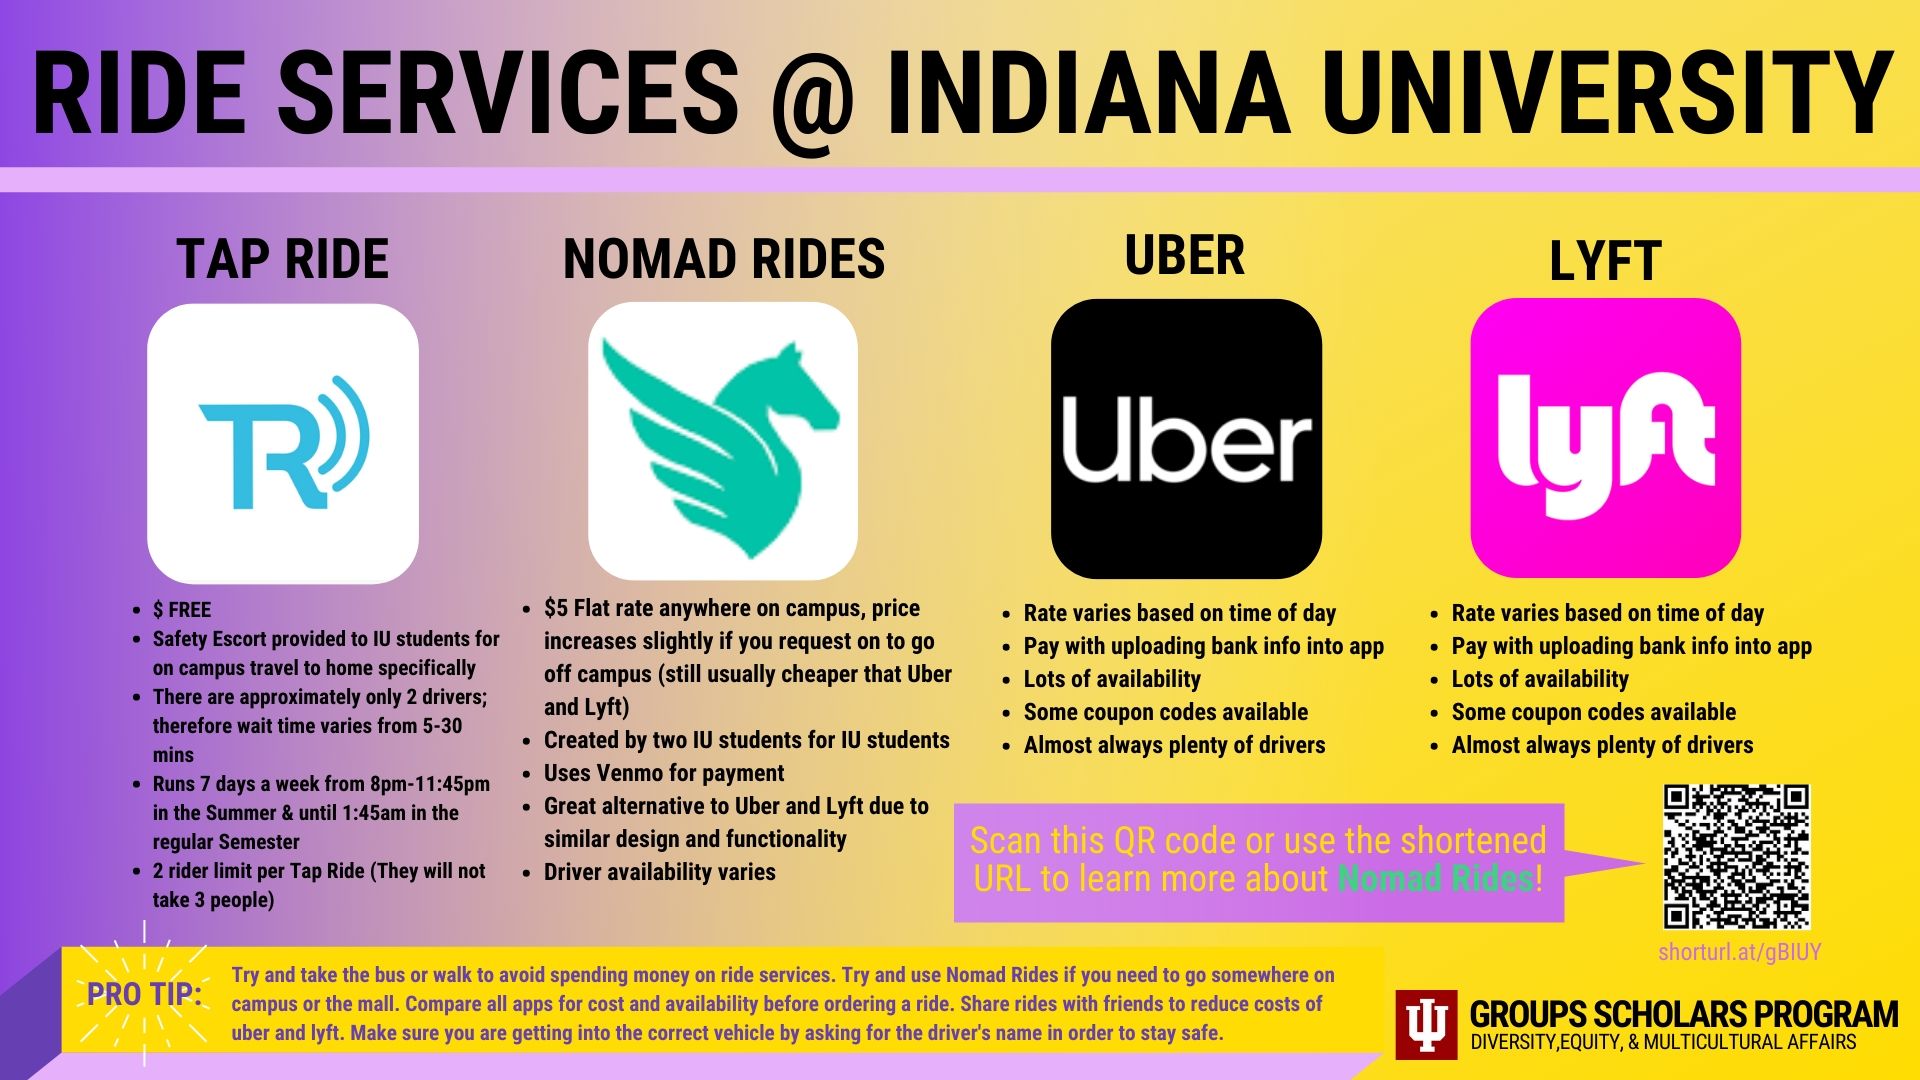 RIDE SERVICES @ INDIANA UNIVERSITY
TAP RIDE
TR
• $ FREE
• Safety Escort provided to IU students for
on campus travel to home specifically
• There are approximately only 2 drivers;
therefore wait time varies from 5-30
mins
• Runs 7 days a week from 8pm-11:45pm
in the Summer & until 1:45am in the
regular Semester
• 2 rider limit per Tap Ride (They will not
take 3 people)
NOMAD RIDES
• $5 Flat rate anywhere on campus, price
increases slightly if you request on to go
off campus (still usually cheaper that Uber
and Lyft)
• Created by two IU students for IU students
• Uses Venmo for payment
• Great alternative to Uber and Lyft due to
similar design and functionality
• Driver availability varies
UBER
Uber
• Rate varies based on time of day
• Pay with uploading bank info into app
• Lots of availability
• Some coupon codes available
• Almost always plenty of drivers
LYFT
lyft
• Rate varies based on time of day
• Pay with uploading bank info into app
• Lots of availability
• Some coupon codes available
• Almost always plenty of drivers
Scan this QR code or use the shortened
URL to learn more about Nomad Rides!
shorturl.at/gBIUY
PRO TIP:
Try and take the bus or walk to avoid spending money on ride services. Try and use Nomad Rides if you need to go somewhere on
campus or the mall. Compare all apps for cost and availability before ordering a ride. Share rides with friends to reduce costs of
uber and lyft. Make sure you are getting into the correct vehicle by asking for the driver's name in order to stay safe.
GROUPS SCHOLARS PROGRAM
DIVERSITY,EQUITY, & MULTICULTURAL AFFAIRS